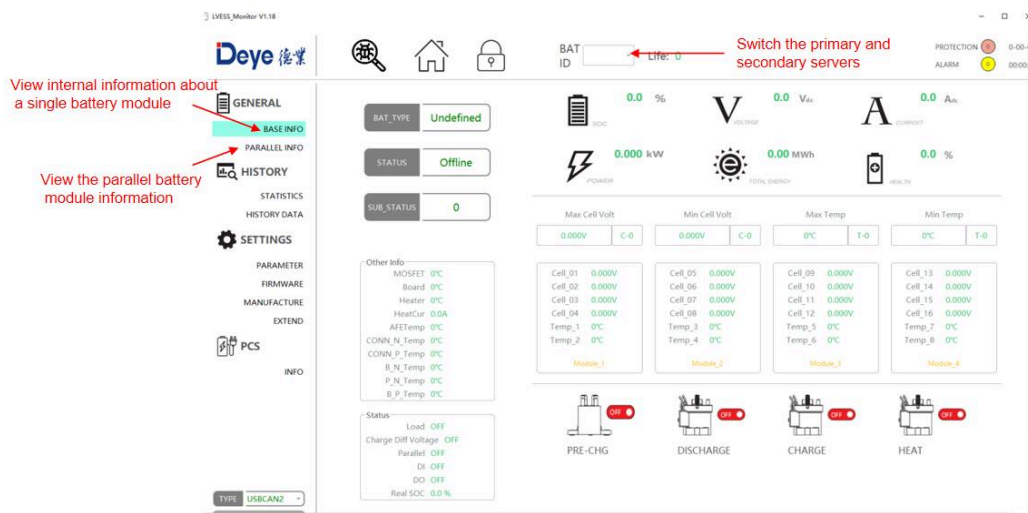 LVESS_Monitor V1.18
Deye 德業
BAT ID
Life: 0
Switch the primary and
secondary servers
PROTECTION 0
ALARM 0
View internal information about
a single battery module
View the parallel battery
module information
GENERAL
BASE INFO
PARALLEL INFO
HISTORY
STATISTICS
HISTORY DATA
SETTINGS
PARAMETER
FIRMWARE
MANUFACTURE
EXTEND
PCS
INFO
TYPE USBCAN2
BAT_TYPE Undefined
STATUS Offline
SUB_STATUS 0
Other Info
MOSFET 0℃
Board 0℃
Heater 0℃
HeatCur 0.0A
AFETemp 0℃
CONN_N_Temp 0℃
CONN_P_Temp 0℃
B_N_Temp 0℃
P_N_Temp 0℃
B_P_Temp 0℃
Status
Load OFF
Charge Diff Voltage OFF
Parallel OFF
DI OFF
DO OFF
Real SOC 0.0 %
0.0 %
SOC
V 0.0 Vdc
VOLTAGE
A 0.0 Adc
CURRENT
0.000 kW
POWER
0.00 MWh
TOTAL ENERGY
0.0 %
HEALTH
Max Cell Volt Min Cell Volt Max Temp Min Temp
0.000V C-0 0.000V C-0 0℃ T-0 0℃ T-0
Cell_01 0.000V Cell_05 0.000V Cell_09 0.000V Cell_13 0.000V
Cell_02 0.000V Cell_06 0.000V Cell_10 0.000V Cell_14 0.000V
Cell_03 0.000V Cell_07 0.000V Cell_11 0.000V Cell_15 0.000V
Cell_04 0.000V Cell_08 0.000V Cell_12 0.000V Cell_16 0.000V
Temp_1 0℃ Temp_3 0℃ Temp_5 0℃ Temp_7 0℃
Temp_2 0℃ Temp_4 0℃ Temp_6 0℃ Temp_8 0℃
Module_1 Module_2 Module_3 Module_4
OFF OFF OFF OFF
PRE-CHG DISCHARGE CHARGE HEAT